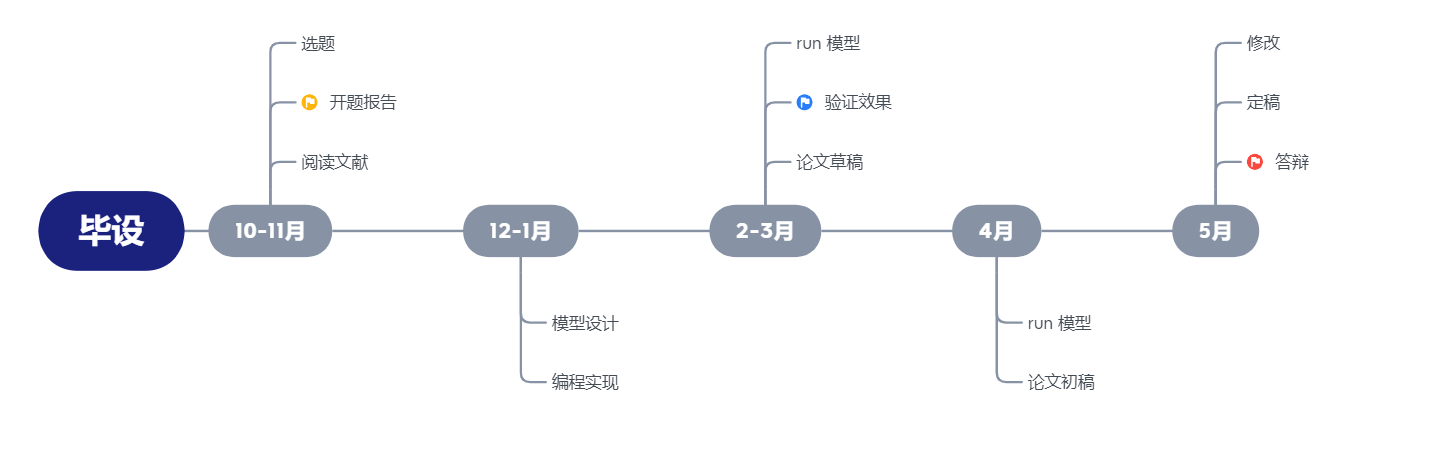 毕设
10-11月
选题
开题报告
阅读文献
12-1月
模型设计
编程实现
2-3月
run 模型
验证效果
论文草稿
4月
run 模型
论文初稿
5月
修改
定稿
答辩